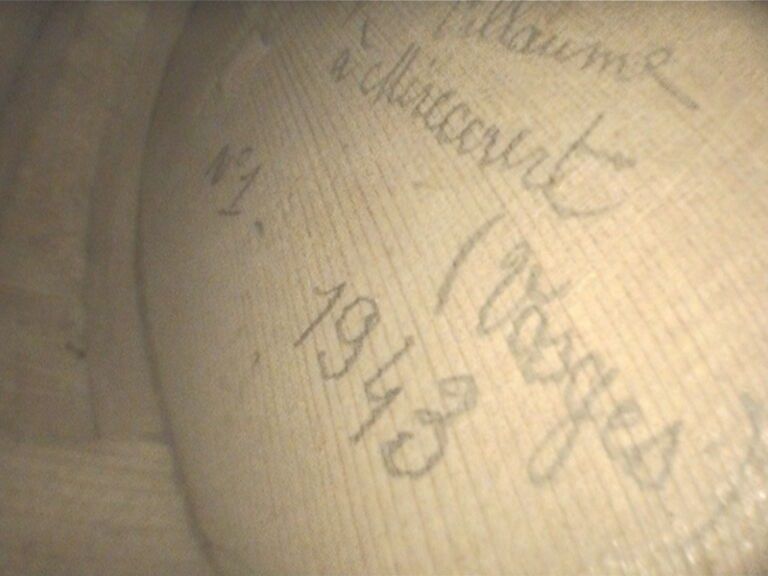 Villaume
à Mirecourt
(Vosges)
N° 1.
1943